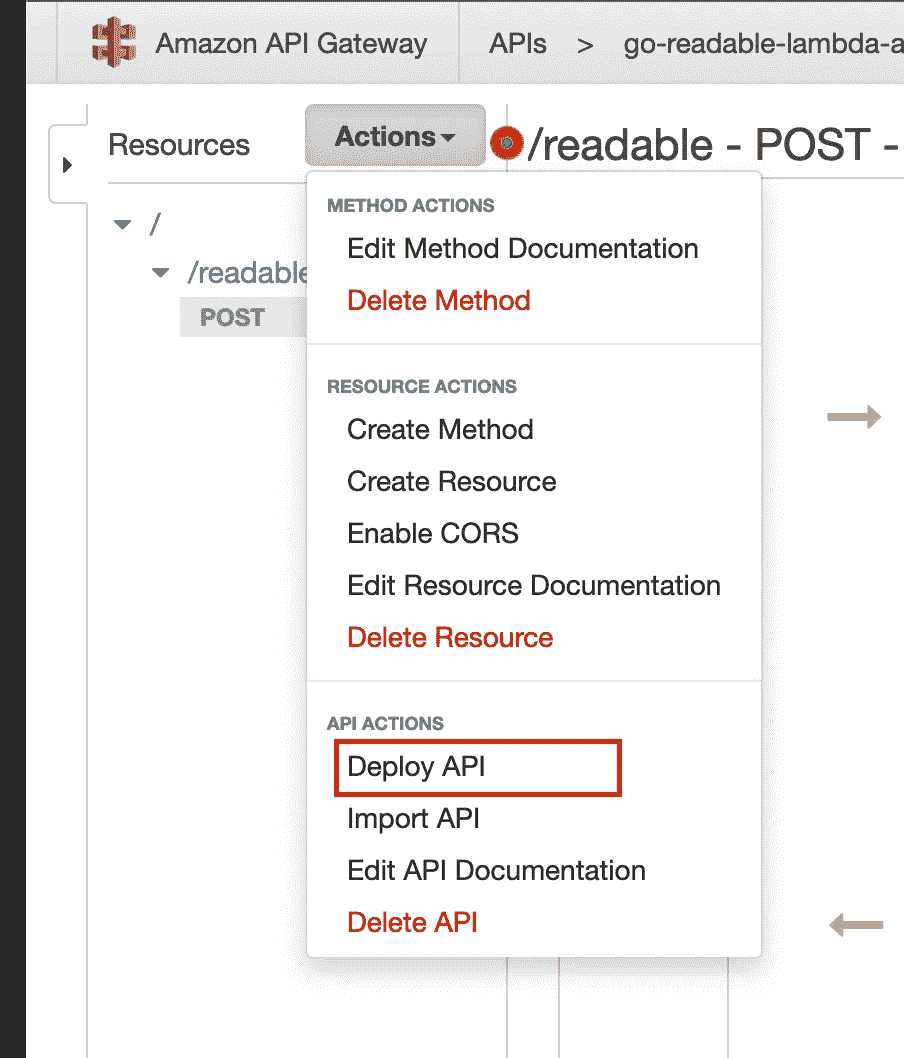 Amazon API Gateway APIs > go-readable-lambda-a
Resources Actions /readable - POST -
/
/readable
POST
METHOD ACTIONS
Edit Method Documentation
Delete Method
RESOURCE ACTIONS
Create Method
Create Resource
Enable CORS
Edit Resource Documentation
Delete Resource
API ACTIONS
Deploy API
Import API
Edit API Documentation
Delete API